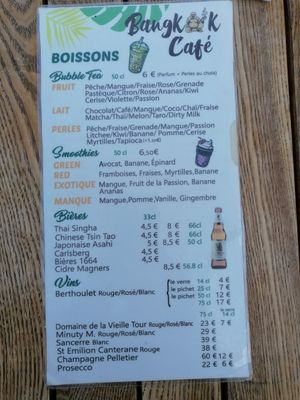 Bangkok
Café
BOISSONS
Bubble Tea 50 cl 6 € (Parfum + Perles au choix)
FRUIT Pêche/Mangue/Fraise/Rose/Grenade
Pastèque/Citron/Rose/Ananas/Kiwi
Cerise/Violette/Passion
LAIT Chocolat/Café/Mangue/Coco/Chaï/Fraise
Matcha/Thaï/Melon/Taro/Dirty Milk
PERLES Pêche/Fraise/Grenade/Mangue/Passion
Litchee/Kiwi/Banane/ Pomme/Cerise
Myrtilles/Tapioca
Smoothies 50 cl 6,50€
GREEN Avocat, Banane, Épinard
RED Framboises, Fraises, Myrtilles,Banane
EXOTIQUE Mangue, Fruit de la Passion, Banane
Ananas
MANGUE Mangue,Pomme,Vanille, Gingembre
Bières 33cl
Thai Singha 4,5 € 8 € 66cl
Chinese Tsin Tao 4,5 € 8 € 66cl
Japonaise Asahi 5 € 8,5 € 50cl
Carlsberg 4,5 €
Bières 1664 4,5 €
Cidre Magners 8,5 € 56.8 cl
Vins
le verre 14 cl 4 €
Berthoulet Rouge/Rosé/Blanc le pichet 25 cl 7 €
le pichet 50 cl 12 €
75 cl 17 €
75 cl le verre 14 cl
Domaine de la Vieille Tour Rouge/Rosé/Blanc 23 € 7 €
Minuty M. Rouge/Rosé/Blanc 29 €
Sancerre Blanc 39 €
St Emilion Canterane Rouge 38 €
Champagne Pelletier 60 € 12 €
Prosecco 22 € 6 €